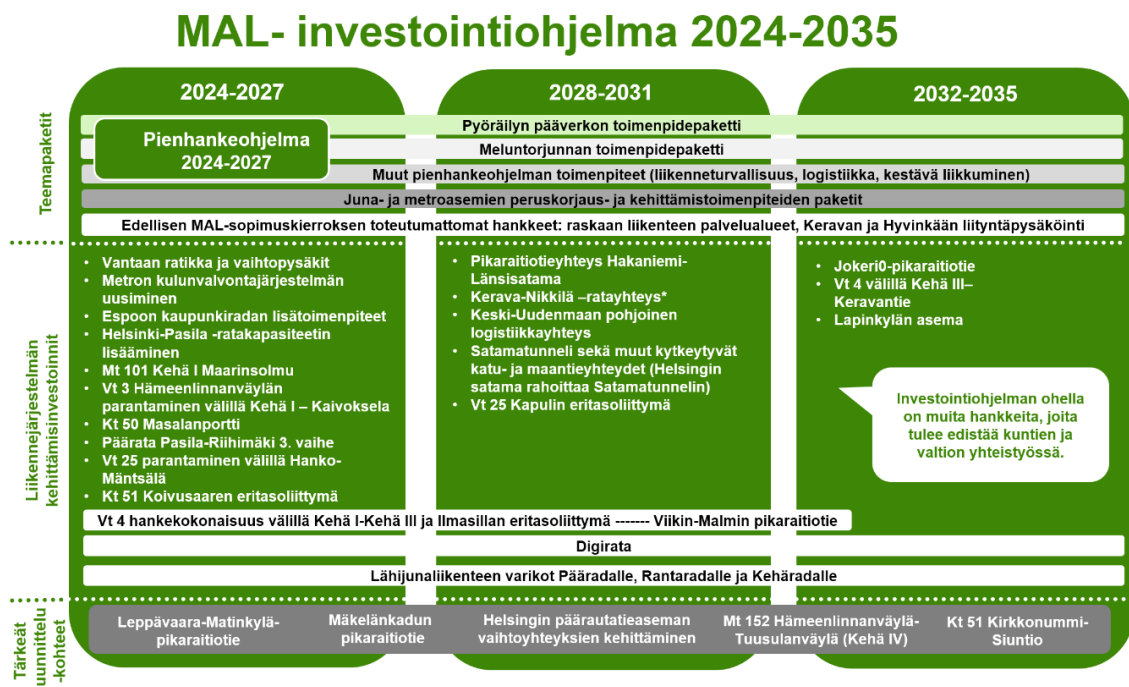 MAL- investointiohjelma 2024-2035
2024-2027
2028-2031
2032-2035
Teemapaketit
Pienhankeohjelma
2024-2027
Pyöräilyn pääverkon toimenpidepaketti
Meluntorjunnan toimenpidepaketti
Muut pienhankeohjelman toimenpiteet (liikenneturvallisuus, logistiikka, kestävä liikkuminen)
Juna- ja metroasemien peruskorjaus- ja kehittämistoimenpiteiden paketit
Edellisen MAL-sopimuskierroksen toteutumattomat hankkeet: raskaan liikenteen palvelualueet, Keravan ja Hyvinkään liityntäpysäköinti
Liikennejärjestelmän
kehittämisinvestoinnit
• Vantaan ratikka ja vaihtopysäkit
• Metron kulunvalvontajärjestelmän
uusiminen
• Espoon kaupunkiradan lisätoimenpiteet
• Helsinki-Pasila -ratakapasiteetin
lisääminen
• Mt 101 Kehä I Maarinsolmu
• Vt 3 Hämeenlinnanväylän
parantaminen välillä Kehä I – Kaivoksela
• Kt 50 Masalanportti
• Päärata Pasila-Riihimäki 3. vaihe
• Vt 25 parantaminen välillä Hanko-
Mäntsälä
• Kt 51 Koivusaaren eritasoliittymä
• Pikaraitiotieyhteys Hakaniemi-
Länsisatama
• Kerava-Nikkilä –ratayhteys*
• Keski-Uudenmaan pohjoinen
logistiikkayhteys
• Satamatunneli sekä muut kytkeytyvät
katu- ja maantieyhteydet (Helsingin
satama rahoittaa Satamatunnelin)
• Vt 25 Kapulin eritasoliittymä
• Jokeri0-pikaraitiotie
• Vt 4 välillä Kehä III–
Keravantie
• Lapinkylän asema
Investointiohjelman ohella
on muita hankkeita, joita
tulee edistää kuntien ja
valtion yhteistyössä.
Vt 4 hankekokonaisuus välillä Kehä I-Kehä III ja Ilmasillan eritasoliittymä ------- Viikin-Malmin pikaraitiotie
Digirata
Lähijunaliikenteen varikot Pääradalle, Rantaradalle ja Kehäradalle
Tärkeät
uunnittelu
-kohteet
Leppävaara-Matinkylä-
pikaraitiotie
Mäkelänkadun
pikaraitiotie
Helsingin päärautatieaseman
vaihtoyhteyksien kehittäminen
Mt 152 Hämeenlinnanväylä-
Tuusulanväylä (Kehä IV)
Kt 51 Kirkkonummi-
Siuntio